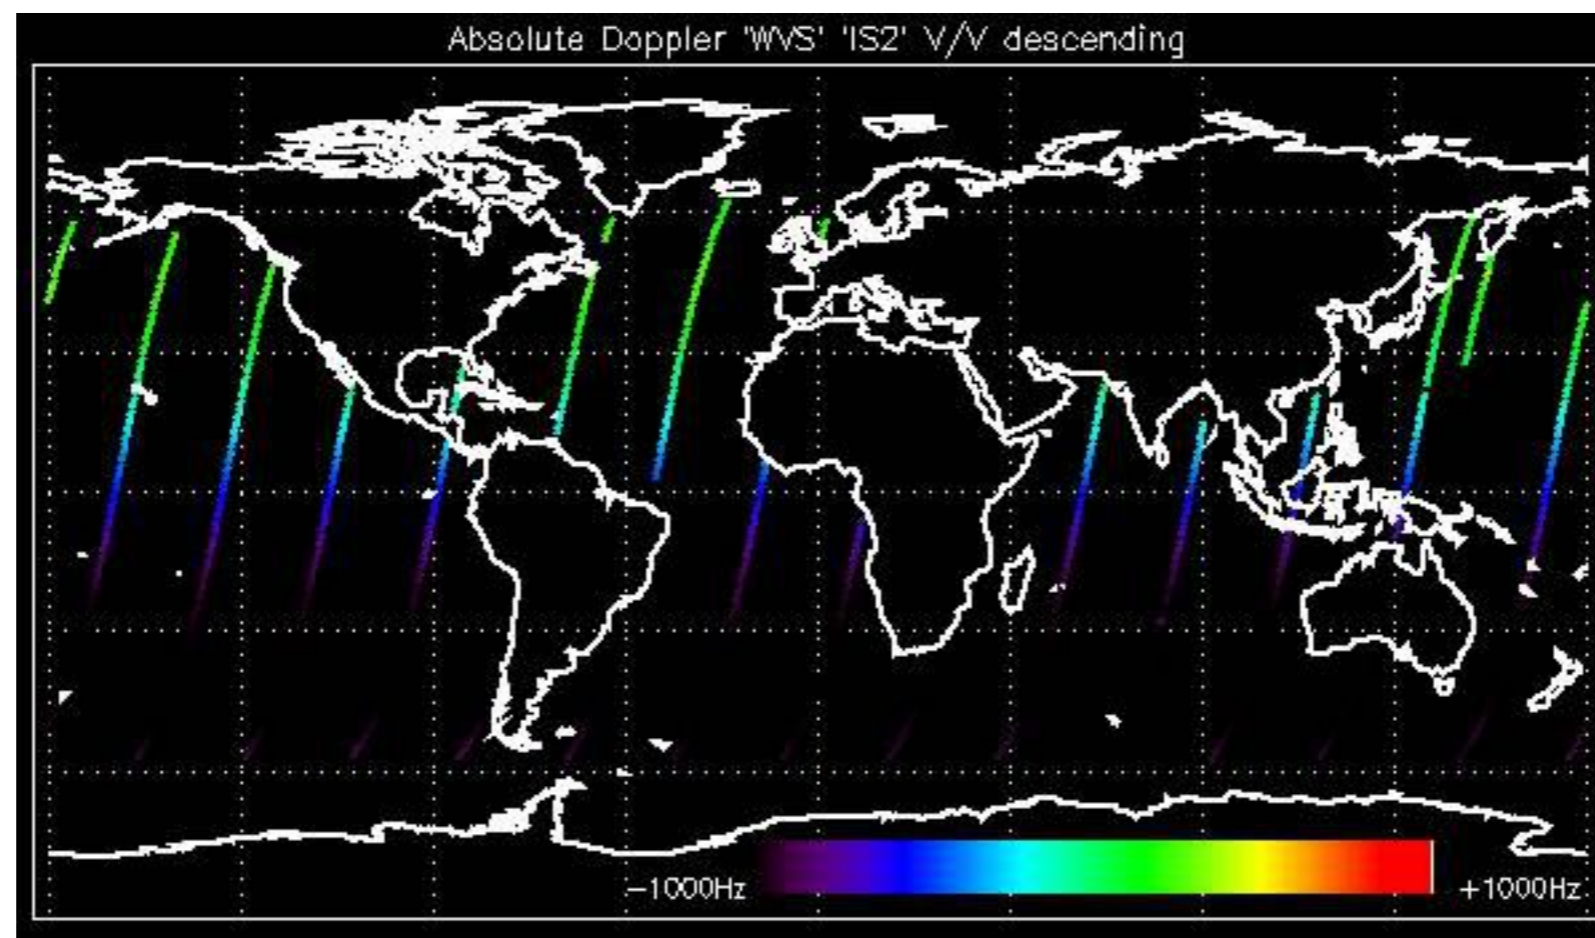 Absolute Doppler 'WVS' 'IS2' V/V descending
−1000Hz
+1000Hz